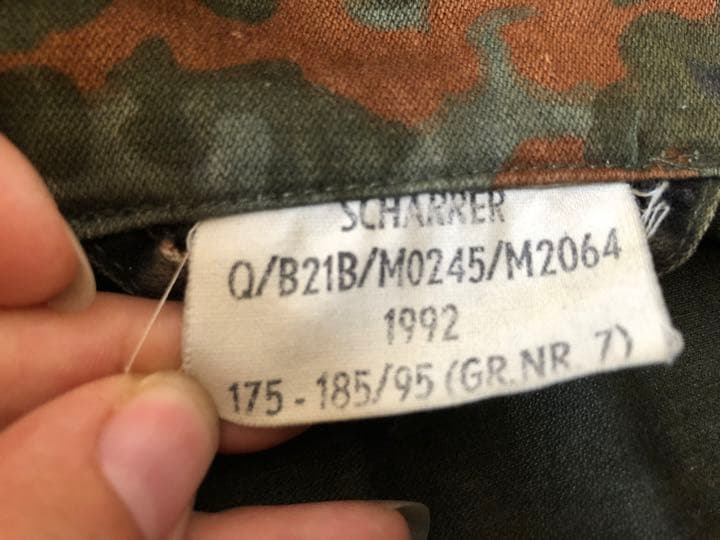 SCHARRER
Q/B21B/M0245/M2064
1992
175 - 185/95 (GR.NR. 7)